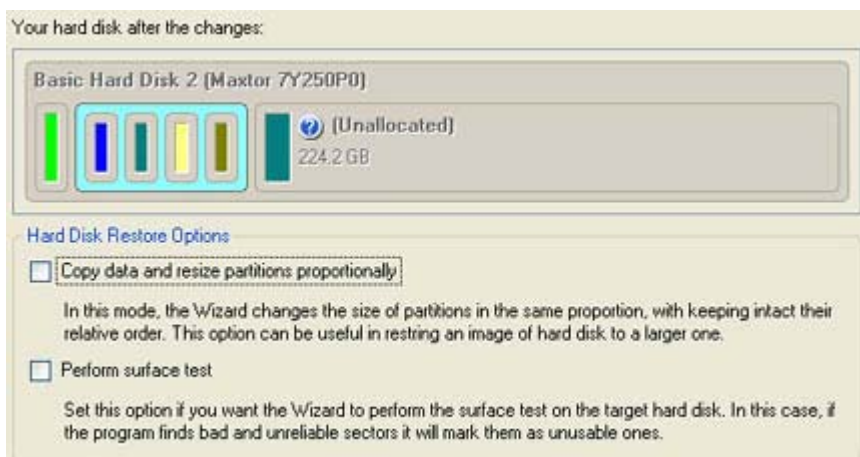 Your hard disk after the changes:
Basic Hard Disk 2 (Maxtor 7Y250P0)
(Unallocated)
224.2 GB
Hard Disk Restore Options
Copy data and resize partitions proportionally
In this mode, the Wizard changes the size of partitions in the same proportion, with keeping intact their
relative order. This option can be useful in restring an image of hard disk to a larger one.
Perform surface test
Set this option if you want the Wizard to perform the surface test on the target hard disk. In this case, if
the program finds bad and unreliable sectors it will mark them as unusable ones.